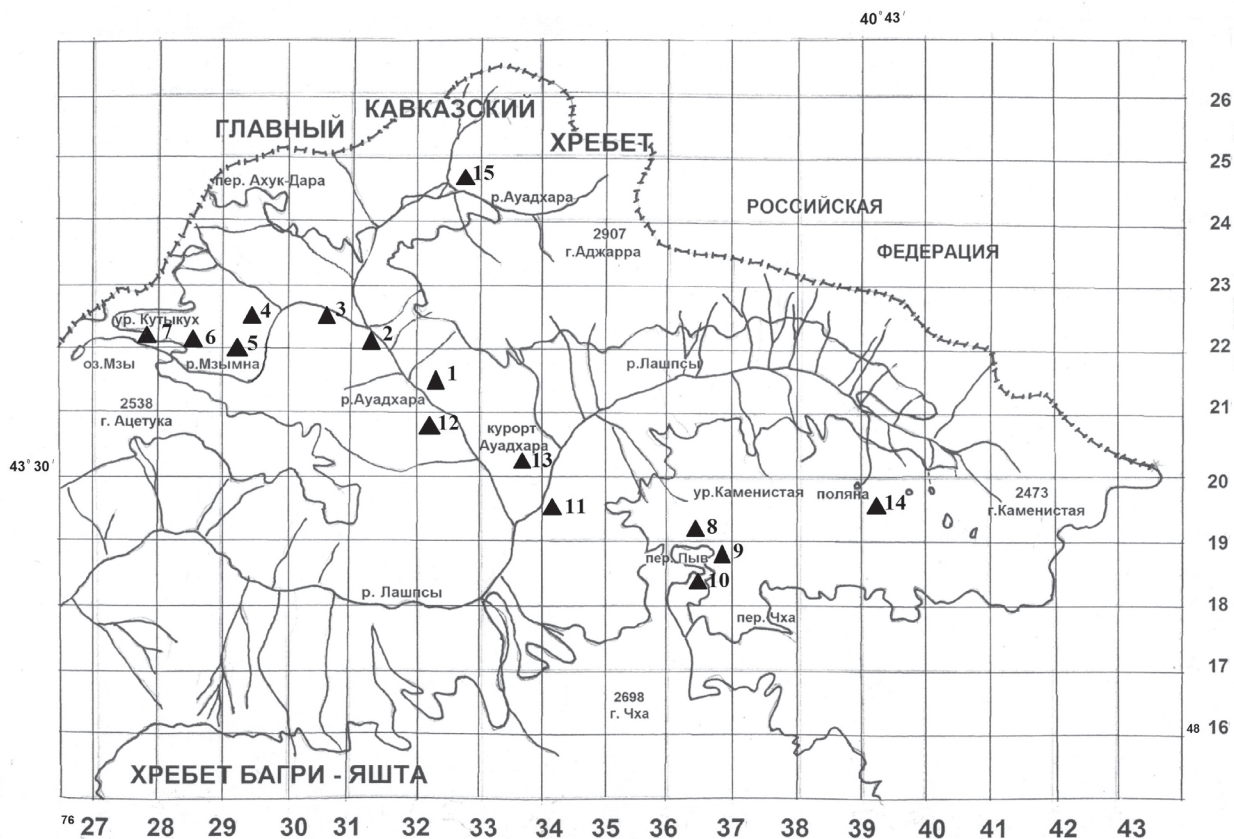 40°43′
КАВКАЗСКИЙ
26
ГЛАВНЫЙ
ХРЕБЕТ
25
15
пер. Ахук-Дара
р.Ауадхара
РОССИЙСКАЯ
24
2907
г.Аджарра
ФЕДЕРАЦИЯ
23
ур. Кутыкух
4
3
7
6
5
2
22
оз.Мзы
р.Мзымна
р.Лашпсы
1
р.Ауадхара
2538
г. Ацетука
21
12
курорт
Ауадхара
13
43°30′
20
ур.Каменистая
поляна
2473
г.Каменистая
14
11
8
19
пер. Пыв
9
10
р. Лашпсы
18
пер. Чха
17
2698
г. Чха
48 16
ХРЕБЕТ БАГРИ - ЯШТА
76 27 28 29 30 31 32 33 34 35 36 37 38 39 40 41 42 43